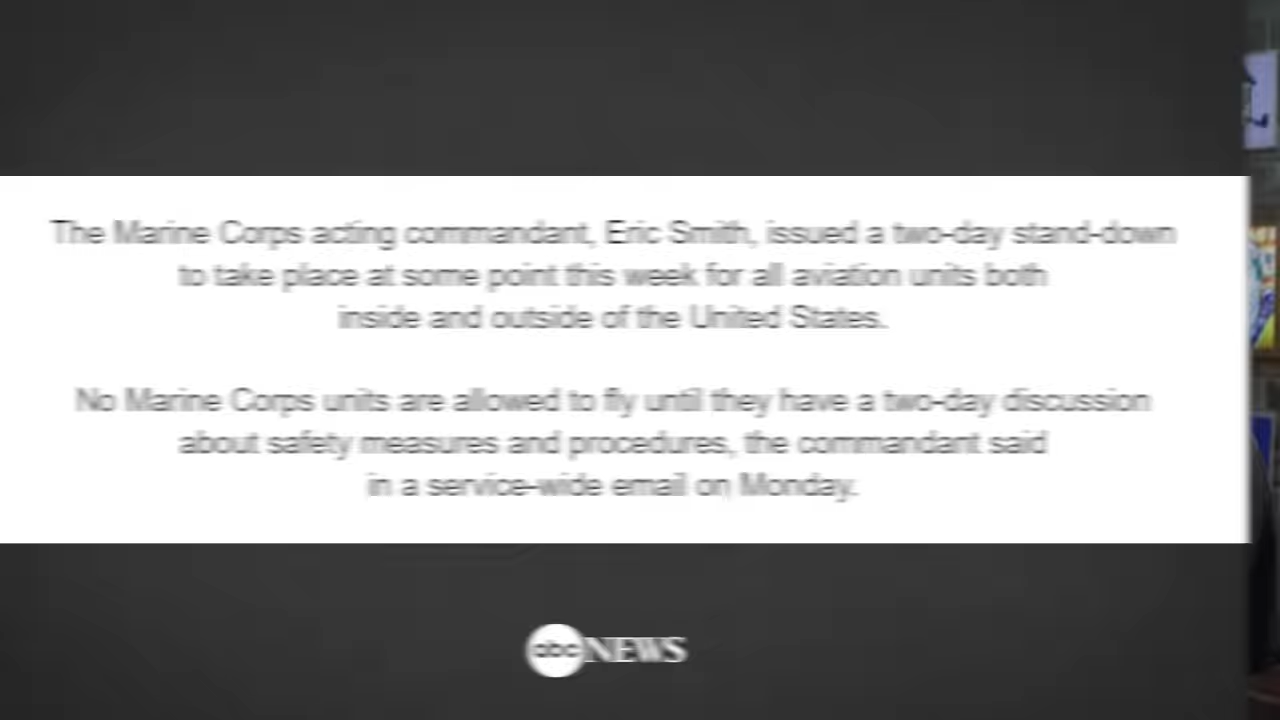 The Marine Corps acting commandant, Eric Smith, issued a two-day stand-down
to take place at some point this week for all aviation units both
inside and outside of the United States.
No Marine Corps units are allowed to fly until they have a two-day discussion
about safety measures and procedures, the commandant said
in a service-wide email on Monday.
abc NEWS